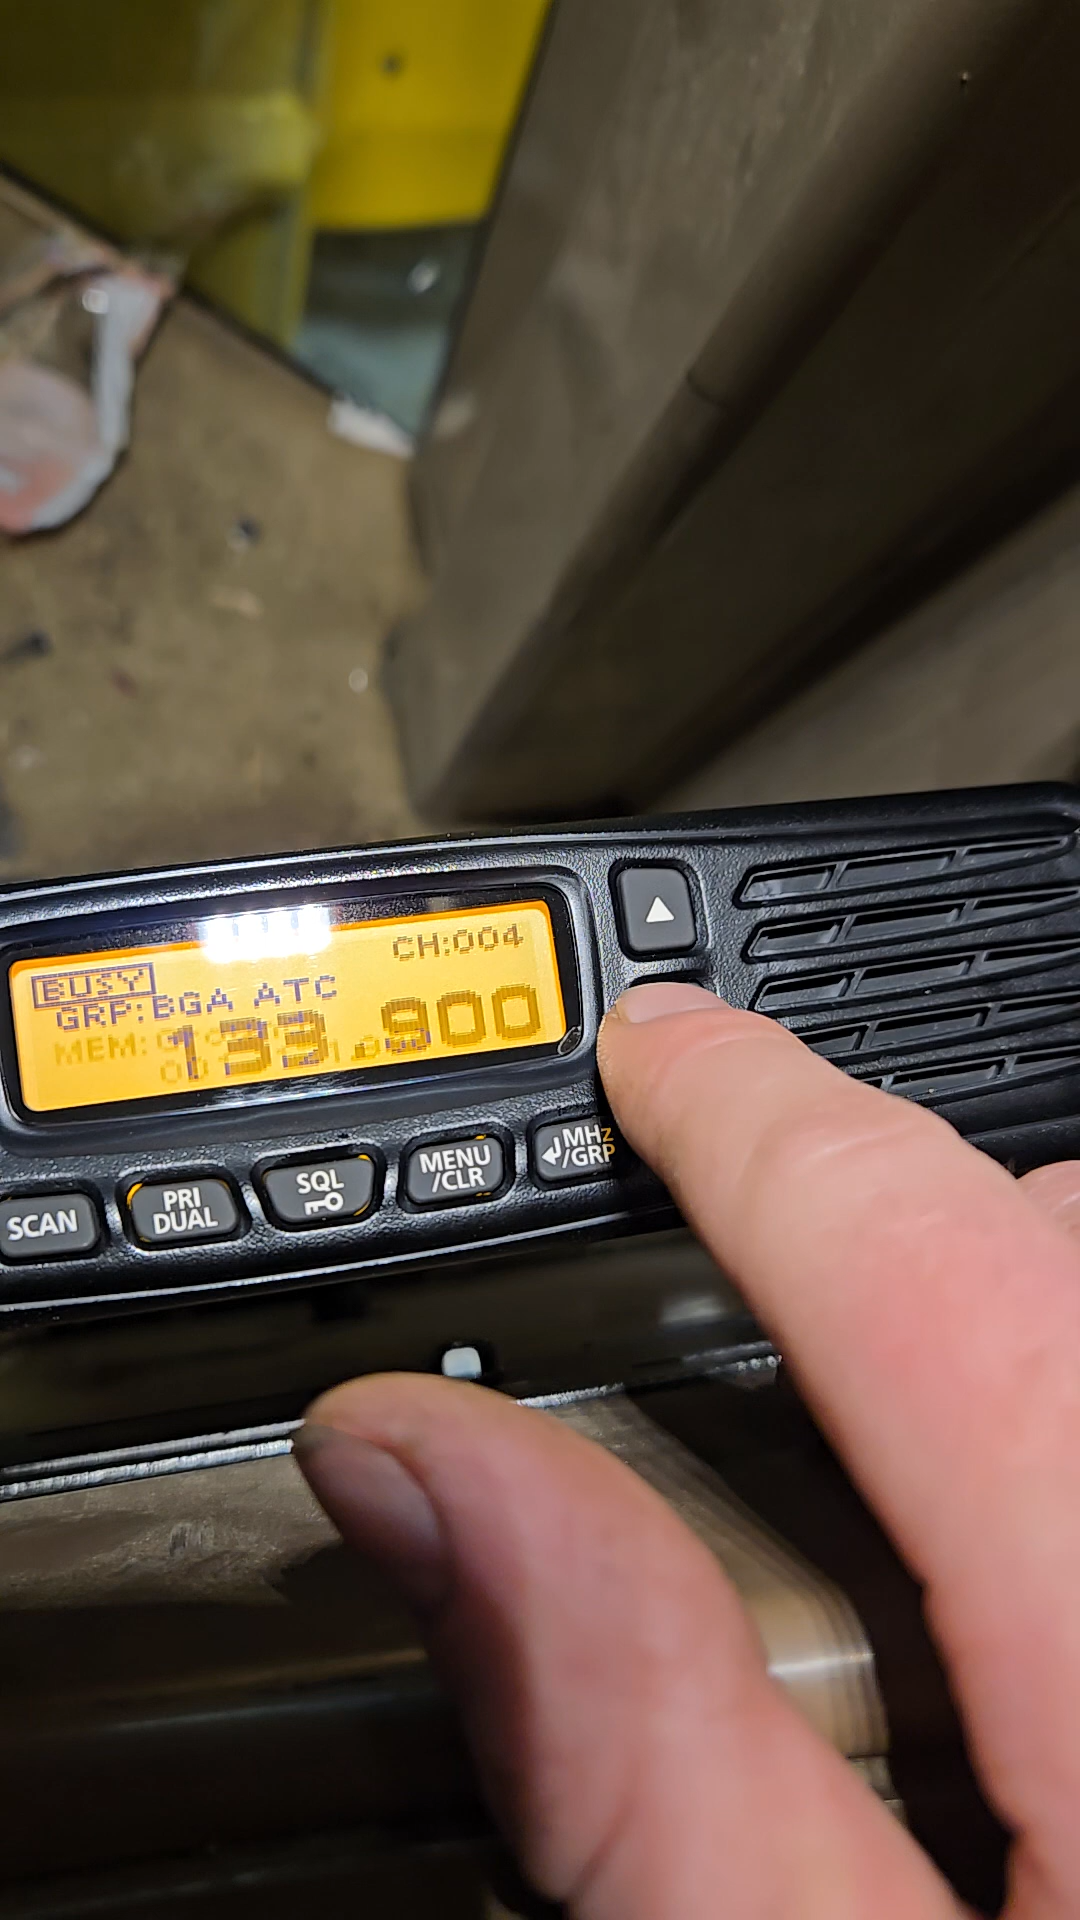 CH:004
BUSY
GRP:BGA ATC
MEM:
133.900
SCAN
PRI
DUAL
SQL
MENU
/CLR
MHZ
/GRP